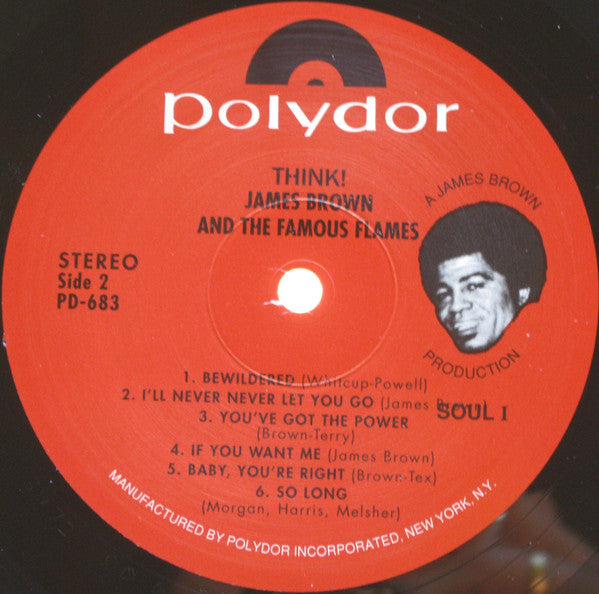 polydor
THINK!
JAMES BROWN
AND THE FAMOUS FLAMES
STEREO
Side 2
PD-683
A JAMES BROWN
PRODUCTION
1. BEWILDERED (Whitcup-Powell)
2. I'LL NEVER NEVER LET YOU GO (James Brown)
SOUL I
3. YOU'VE GOT THE POWER
(Brown-Terry)
4. IF YOU WANT ME (James Brown)
5. BABY, YOU'RE RIGHT (Brown-Tex)
6. SO LONG
(Morgan, Harris, Melsher)
MANUFACTURED BY POLYDOR INCORPORATED, NEW YORK, N.Y.